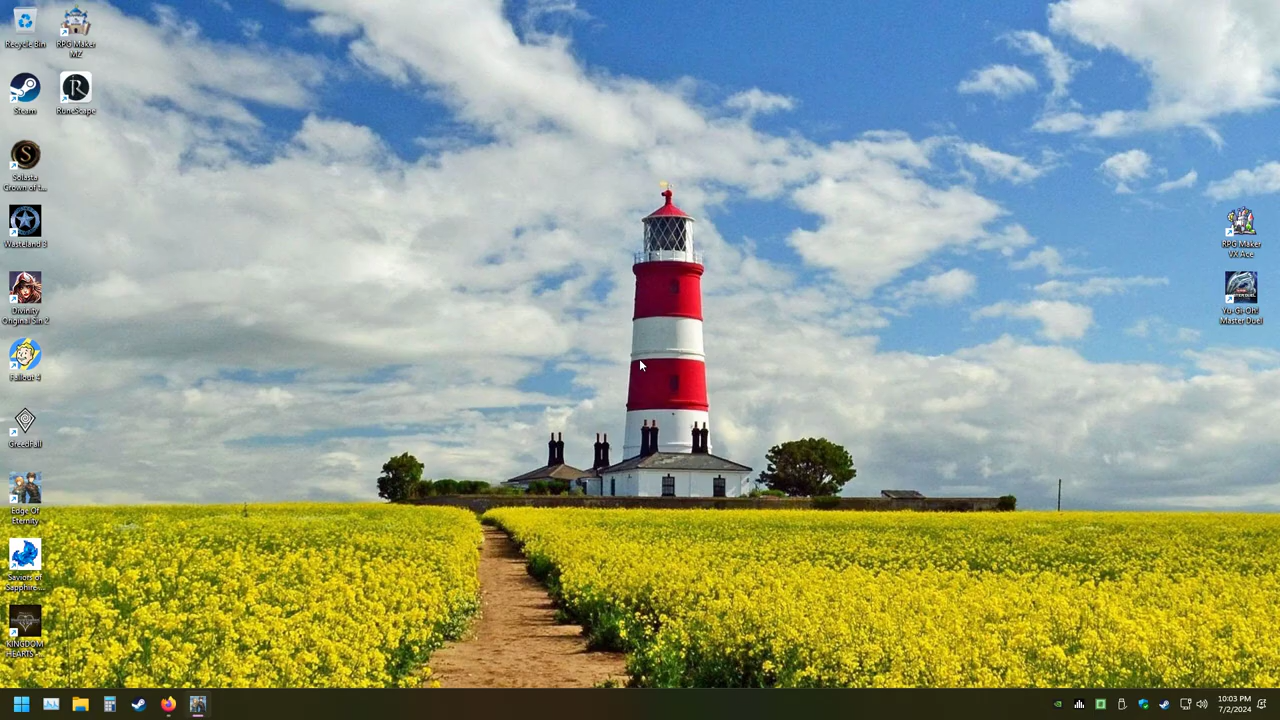 Recycle Bin
RPG Maker
MZ
Steam
RuneScape
Solasta
Crown of t...
Wasteland 3
Divinity
Original Sin 2
Fallout 4
GreedFall
Edge Of
Eternity
Saviors of
Sapphire...
KINGDOM
HEARTS -...
RPG Maker
VX Ace
Yu-Gi-Oh!
Master Duel
10:03 PM
7/2/2024